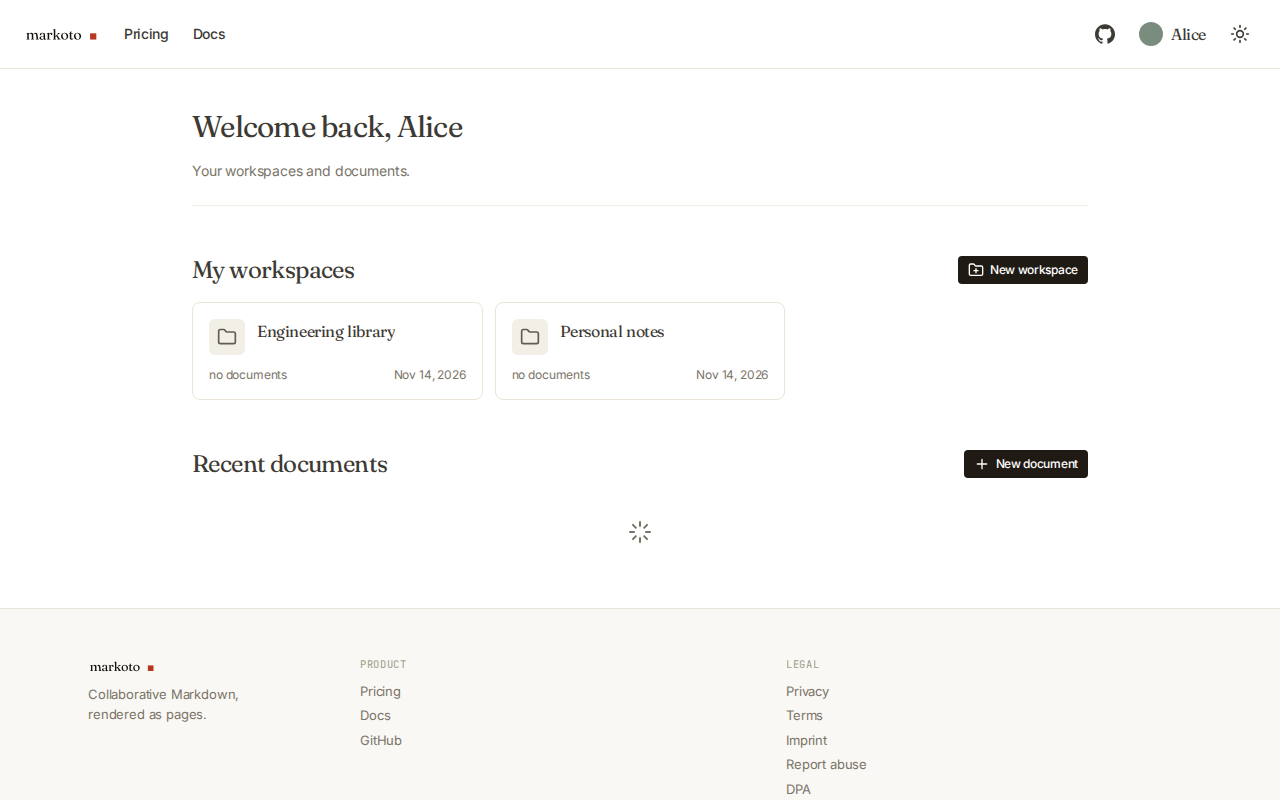 markoto
Pricing
Docs
Alice
Welcome back, Alice
Your workspaces and documents.
My workspaces
New workspace
Engineering library
no documents
Nov 14, 2026
Personal notes
no documents
Nov 14, 2026
Recent documents
New document
markoto
Collaborative Markdown,
rendered as pages.
PRODUCT
Pricing
Docs
GitHub
LEGAL
Privacy
Terms
Imprint
Report abuse
DPA